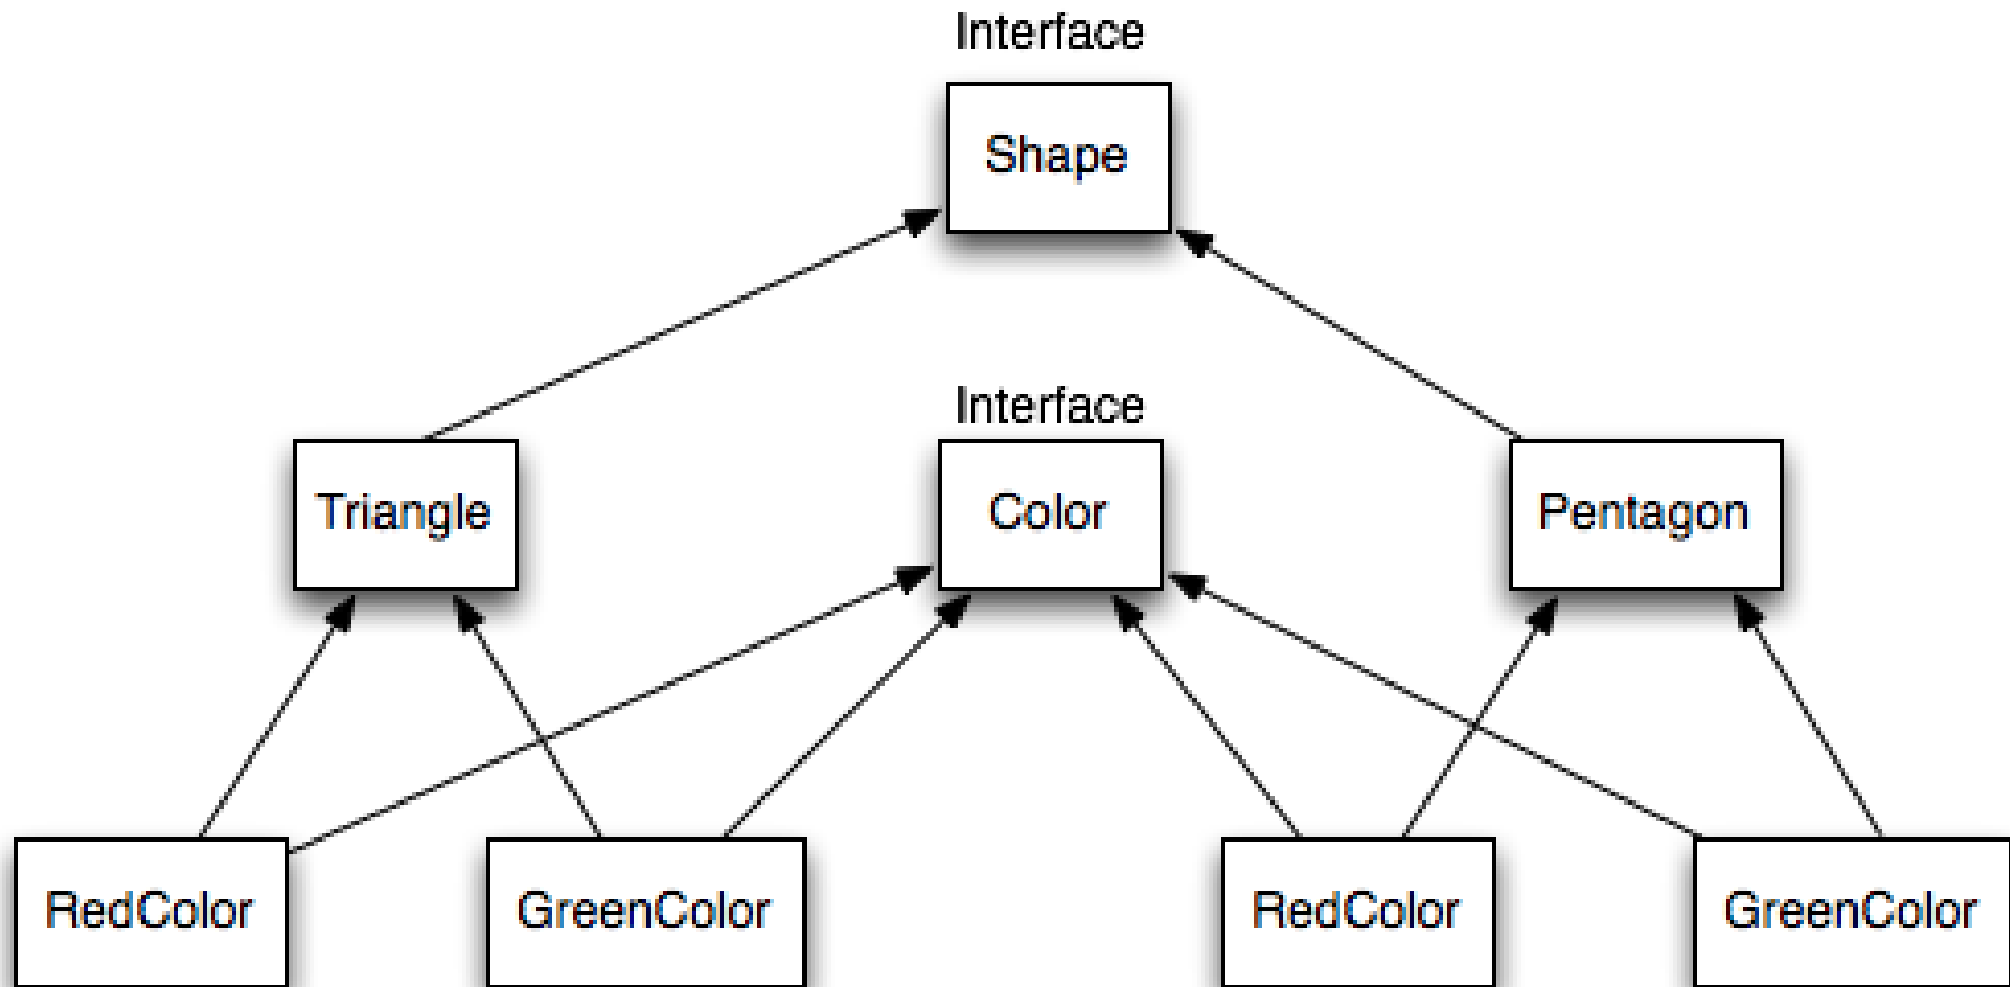 Interface
Shape
Interface
Triangle
Color
Pentagon
RedColor
GreenColor
RedColor
GreenColor